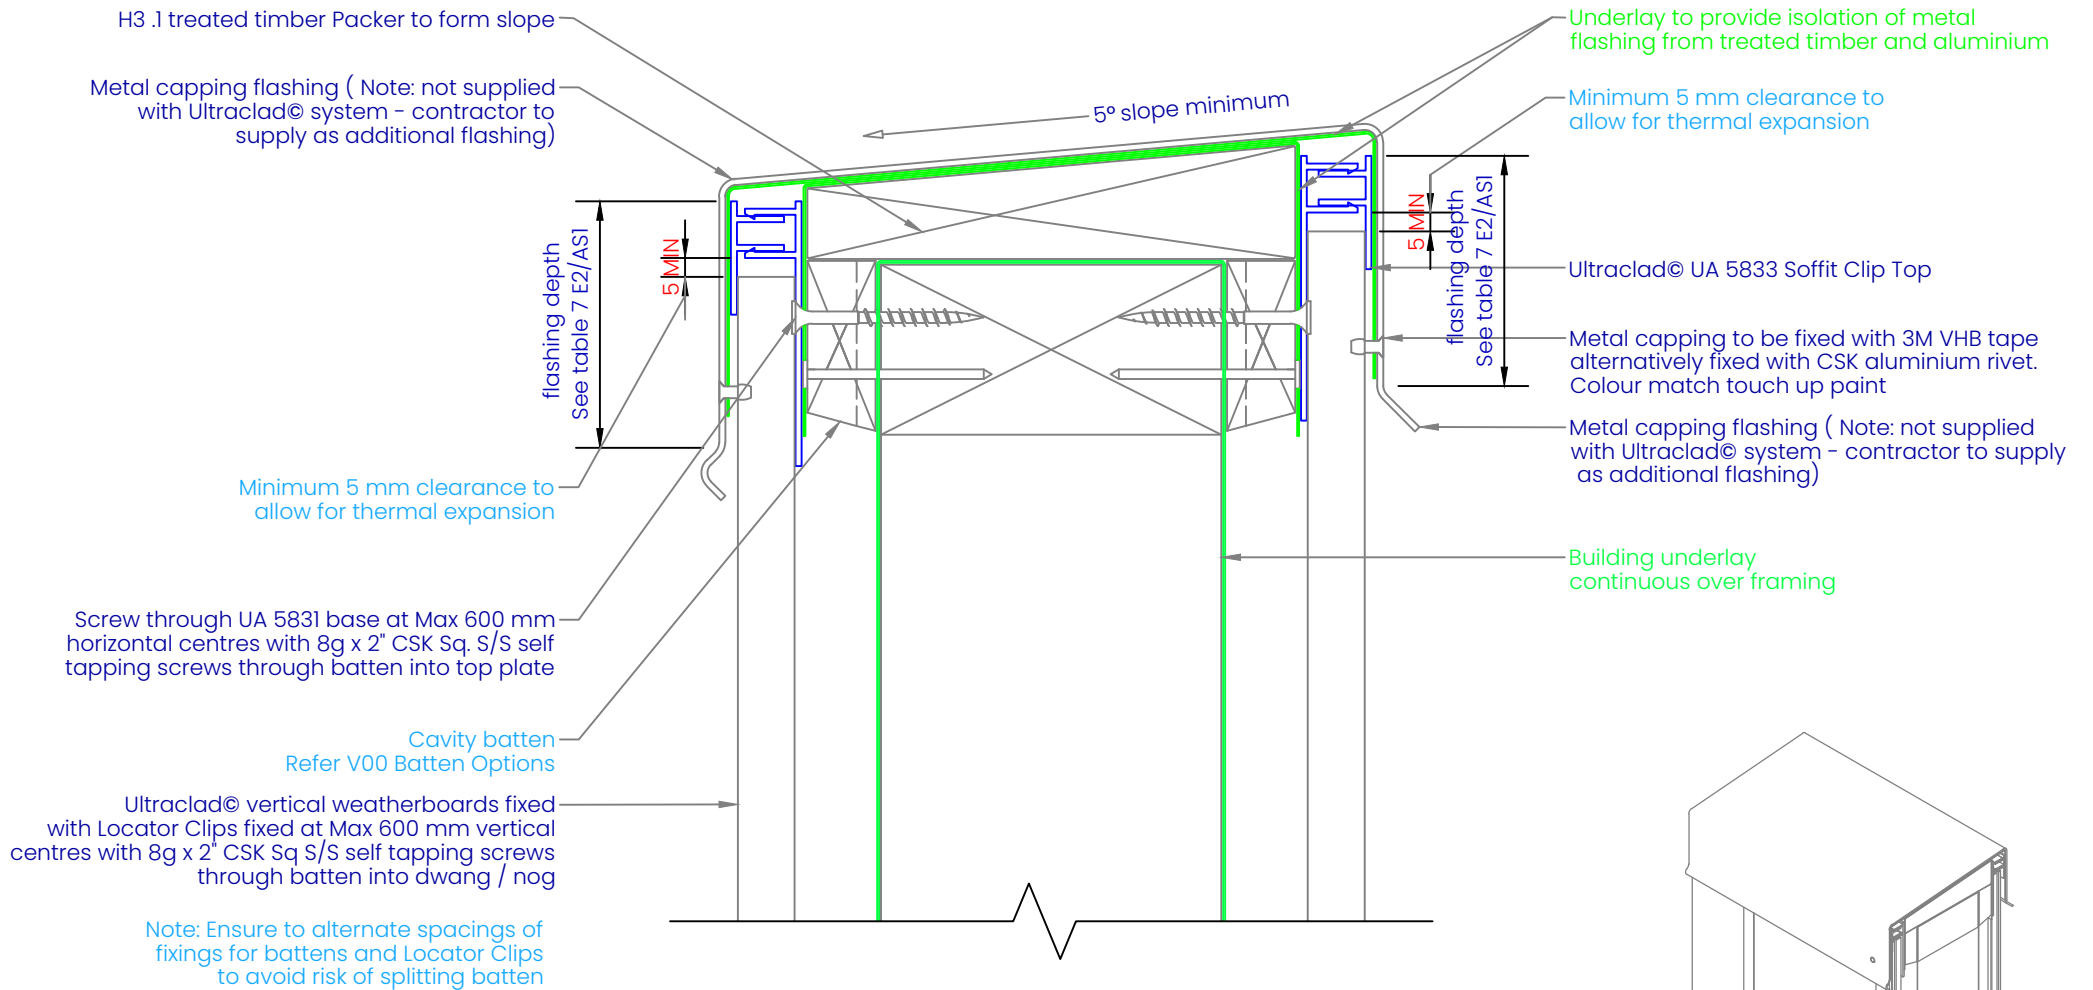 H3 .1 treated timber Packer to form slope
Metal capping flashing ( Note: not supplied
with Ultraclad© system - contractor to
supply as additional flashing)
5° slope minimum
Underlay to provide isolation of metal
flashing from treated timber and aluminium
Minimum 5 mm clearance to
allow for thermal expansion
flashing depth
See table 7 E2/AS1
5 MIN
5 MIN
flashing depth
See table 7 E2/AS1
Ultraclad© UA 5833 Soffit Clip Top
Metal capping to be fixed with 3M VHB tape
alternatively fixed with CSK aluminium rivet.
Colour match touch up paint
Metal capping flashing ( Note: not supplied
with Ultraclad© system - contractor to supply
as additional flashing)
Minimum 5 mm clearance to
allow for thermal expansion
Building underlay
continuous over framing
Screw through UA 5831 base at Max 600 mm
horizontal centres with 8g x 2" CSK Sq. S/S self
tapping screws through batten into top plate
Cavity batten
Refer V00 Batten Options
Ultraclad© vertical weatherboards fixed
with Locator Clips fixed at Max 600 mm vertical
centres with 8g x 2" CSK Sq S/S self tapping screws
through batten into dwang / nog
Note: Ensure to alternate spacings of
fixings for battens and Locator Clips
to avoid risk of splitting batten